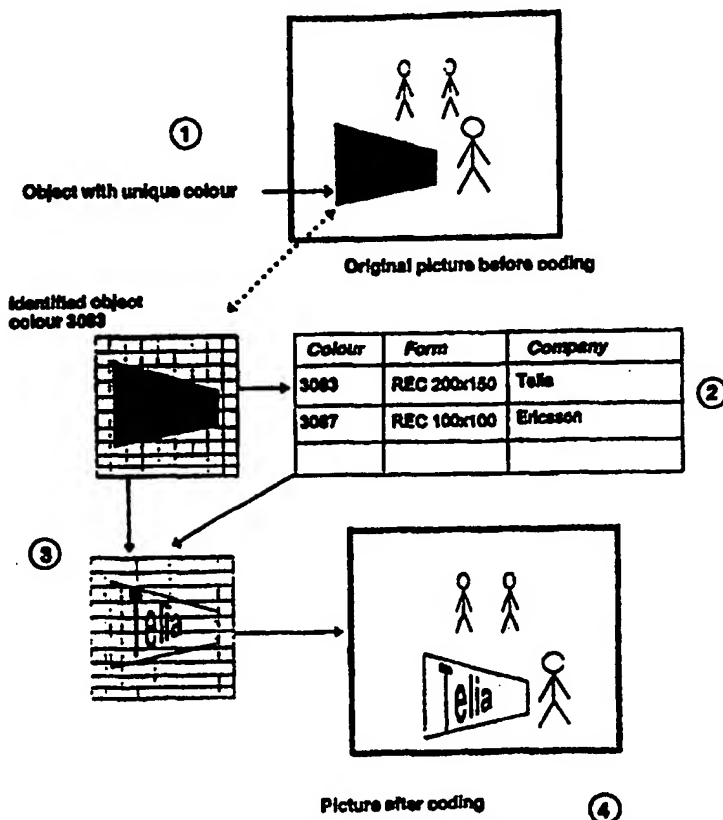 1
Object with unique colour
Original picture before coding
Identified object
colour 3083
Colour Form Company
3083 REC 200x150 Telia
3087 REC 100x100 Ericsson
2
3
Telia
Telia
Picture after coding
4